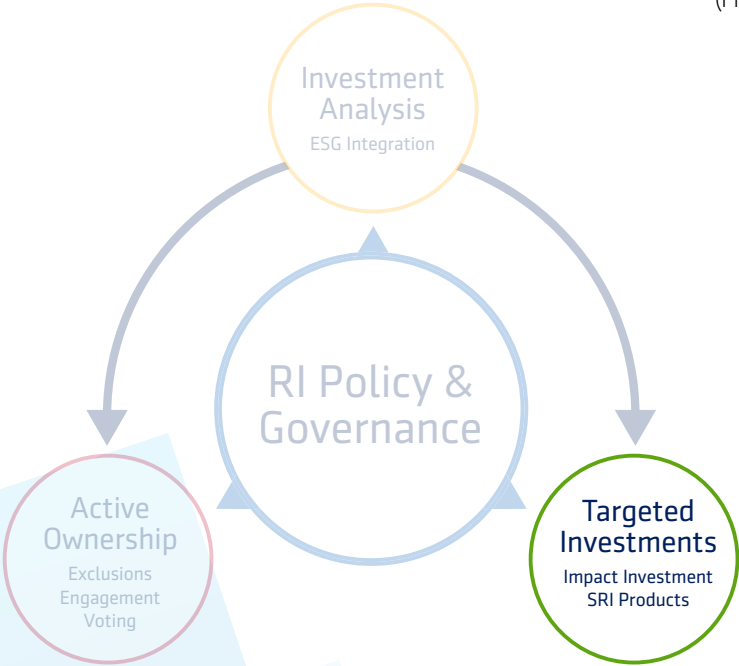 Investment
Analysis
ESG Integration
RI Policy &
Governance
Active
Ownership
Exclusions
Engagement
Voting
Targeted
Investments
Impact Investment
SRI Products